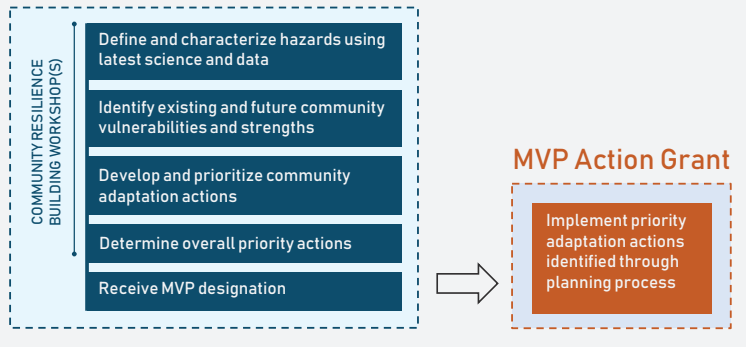 COMMUNITY RESILIENCE
BUILDING WORKSHOP(S)
Define and characterize hazards using
latest science and data
Identify existing and future community
vulnerabilities and strengths
Develop and prioritize community
adaptation actions
Determine overall priority actions
Receive MVP designation
MVP Action Grant
Implement priority
adaptation actions
identified through
planning process